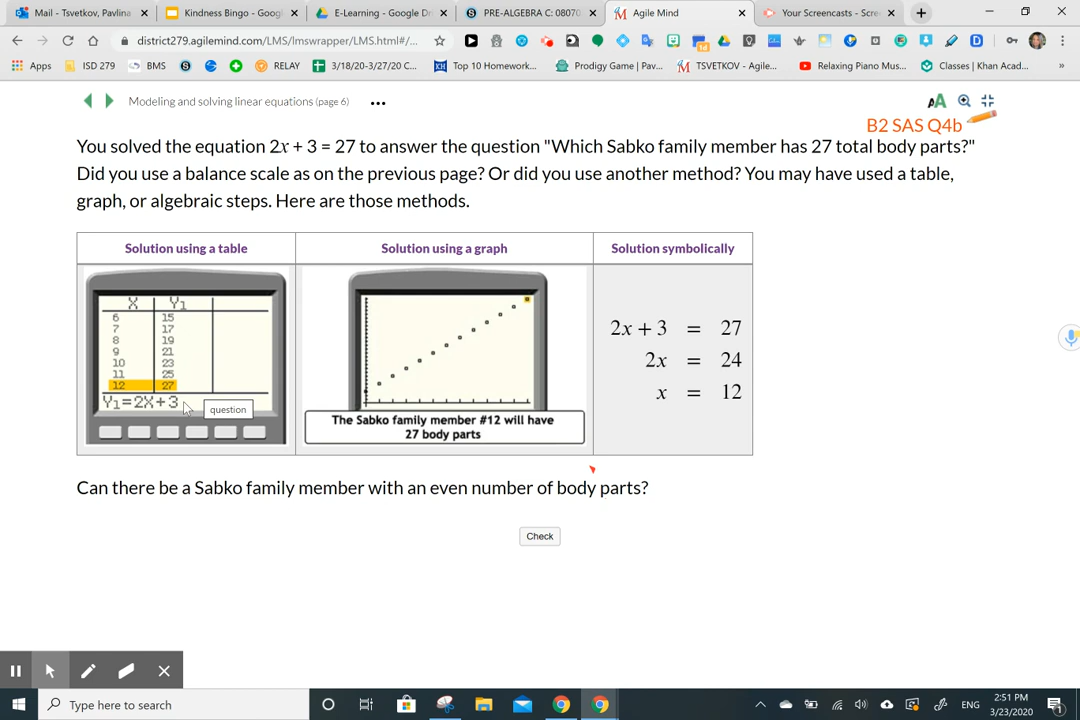 Mail - Tsvetkov, Pavlina
Kindness Bingo - Goog
E-Learning - Google Dr
PRE-ALGEBRA C: 0807
Agile Mind
Your Screencasts - Scre
district279.agilemind.com/LMS/lmswrapper/LMS.html#/...
Apps
ISD 279
BMS
RELAY
3/18/20-3/27/20 C...
KH Top 10 Homework...
Prodigy Game | Pav...
TSVETKOV - Agile...
Relaxing Piano Mus...
Classes | Khan Acad...
»
Modeling and solving linear equations (page 6)
AA
B2 SAS Q4b
You solved the equation 2x + 3 = 27 to answer the question "Which Sabko family member has 27 total body parts?"
Did you use a balance scale as on the previous page? Or did you use another method? You may have used a table,
graph, or algebraic steps. Here are those methods.
Solution using a table
Solution using a graph
Solution symbolically
X Y1
6 15
7 17
8 19
9 21
10 23
11 25
12 27
Y1=2X+3
question
The Sabko family member #12 will have
27 body parts
2x + 3 = 27
2x = 24
x = 12
Can there be a Sabko family member with an even number of body parts?
Check
Type here to search
ENG
2:51 PM
3/23/2020